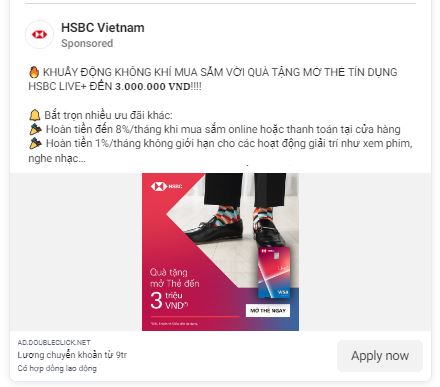 HSBC Vietnam
Sponsored
🔥 KHUẤY ĐỘNG KHÔNG KHÍ MUA SẮM VỚI QUÀ TẶNG MỞ THẺ TÍN DỤNG
HSBC LIVE+ ĐẾN 𝟑.𝟎𝟎𝟎.𝟎𝟎𝟎 𝐕𝐍𝐃!!!!
🔔 Bắt trọn nhiều ưu đãi khác:
🎉 Hoàn tiền đến 8%/tháng khi mua sắm online hoặc thanh toán tại cửa hàng
🎉 Hoàn tiền 1%/tháng không giới hạn cho các hoạt động giải trí như xem phim,
nghe nhạc...
HSBC
Quà tặng
mở Thẻ đến
3 triệu
VND(*)
VISA
MỞ THẺ NGAY
AD.DOUBLECLICK.NET
Lương chuyển khoản từ 9tr
Có hợp đồng lao động
Apply now